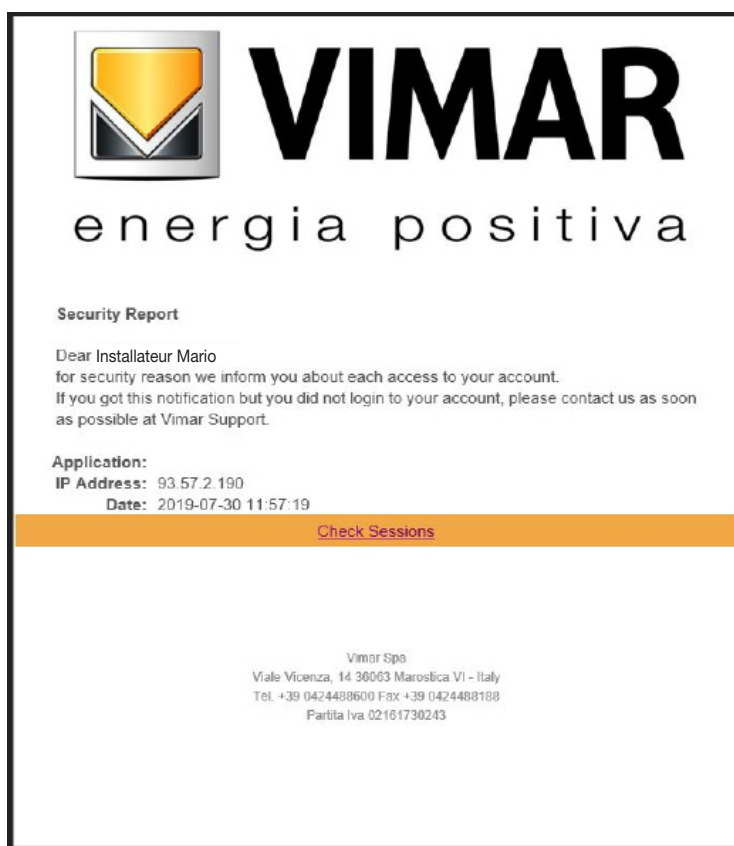 VIMAR
energia positiva
Security Report
Dear Installateur Mario
for security reason we inform you about each access to your account.
If you got this notification but you did not login to your account, please contact us as soon
as possible at Vimar Support.
Application:
IP Address: 93.57.2.190
Date: 2019-07-30 11:57:19
Check Sessions
Vimar Spa
Viale Vicenza, 14 36063 Marostica VI - Italy
Tel. +39 0424488600 Fax +39 0424488188
Partita Iva 02161730243